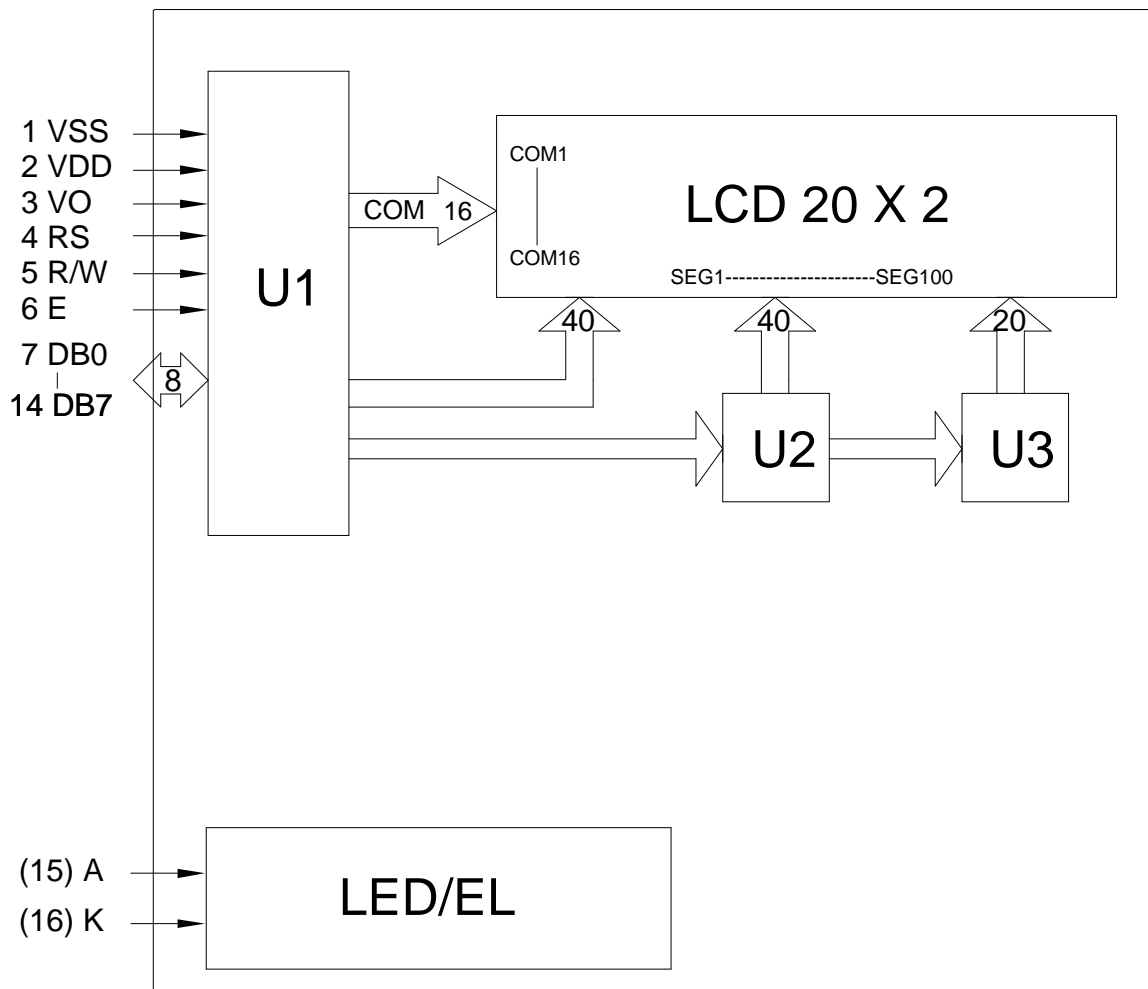 1 VSS
2 VDD
3 VO
4 RS
5 R/W
6 E
7 DB0
14 DB7
8
U1
COM 16
COM1
COM16
LCD 20 X 2
SEG1----------------------SEG100
40
40
20
U2
U3
(15) A
(16) K
LED/EL